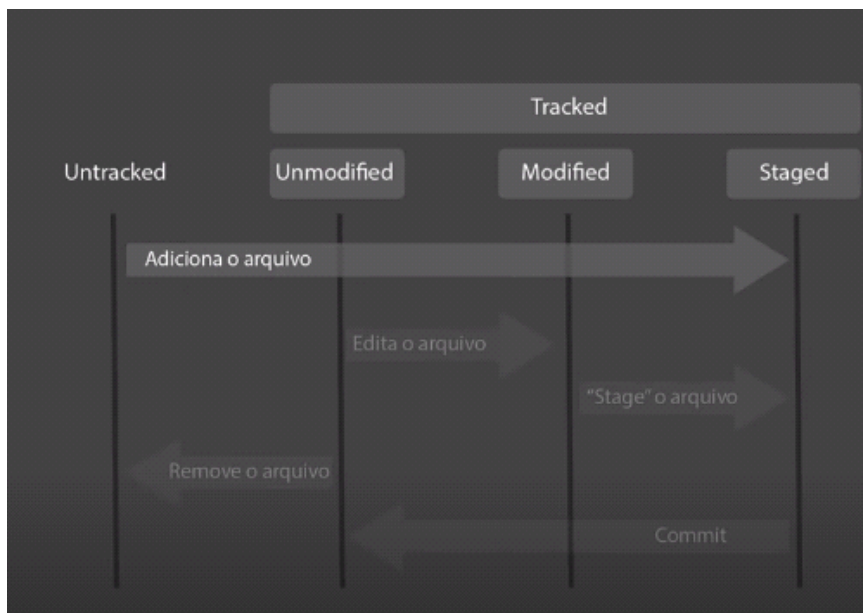 Tracked
Untracked
Unmodified
Modified
Staged
Adiciona o arquivo
Edita o arquivo
“Stage” o arquivo
Remove o arquivo
Commit